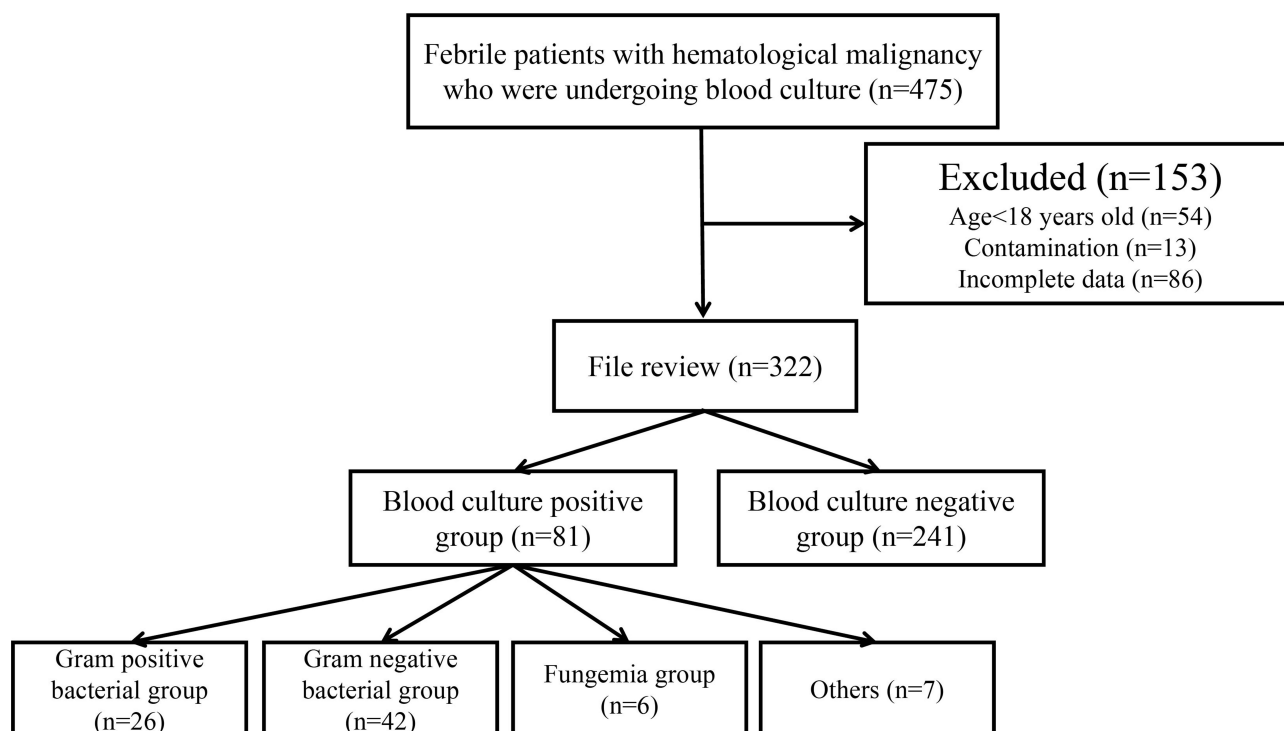 Febrile patients with hematological malignancy
who were undergoing blood culture (n=475)
Excluded (n=153)
Age<18 years old (n=54)
Contamination (n=13)
Incomplete data (n=86)
File review (n=322)
Blood culture positive
group (n=81)
Blood culture negative
group (n=241)
Gram positive
bacterial group
(n=26)
Gram negative
bacterial group
(n=42)
Fungemia group
(n=6)
Others (n=7)